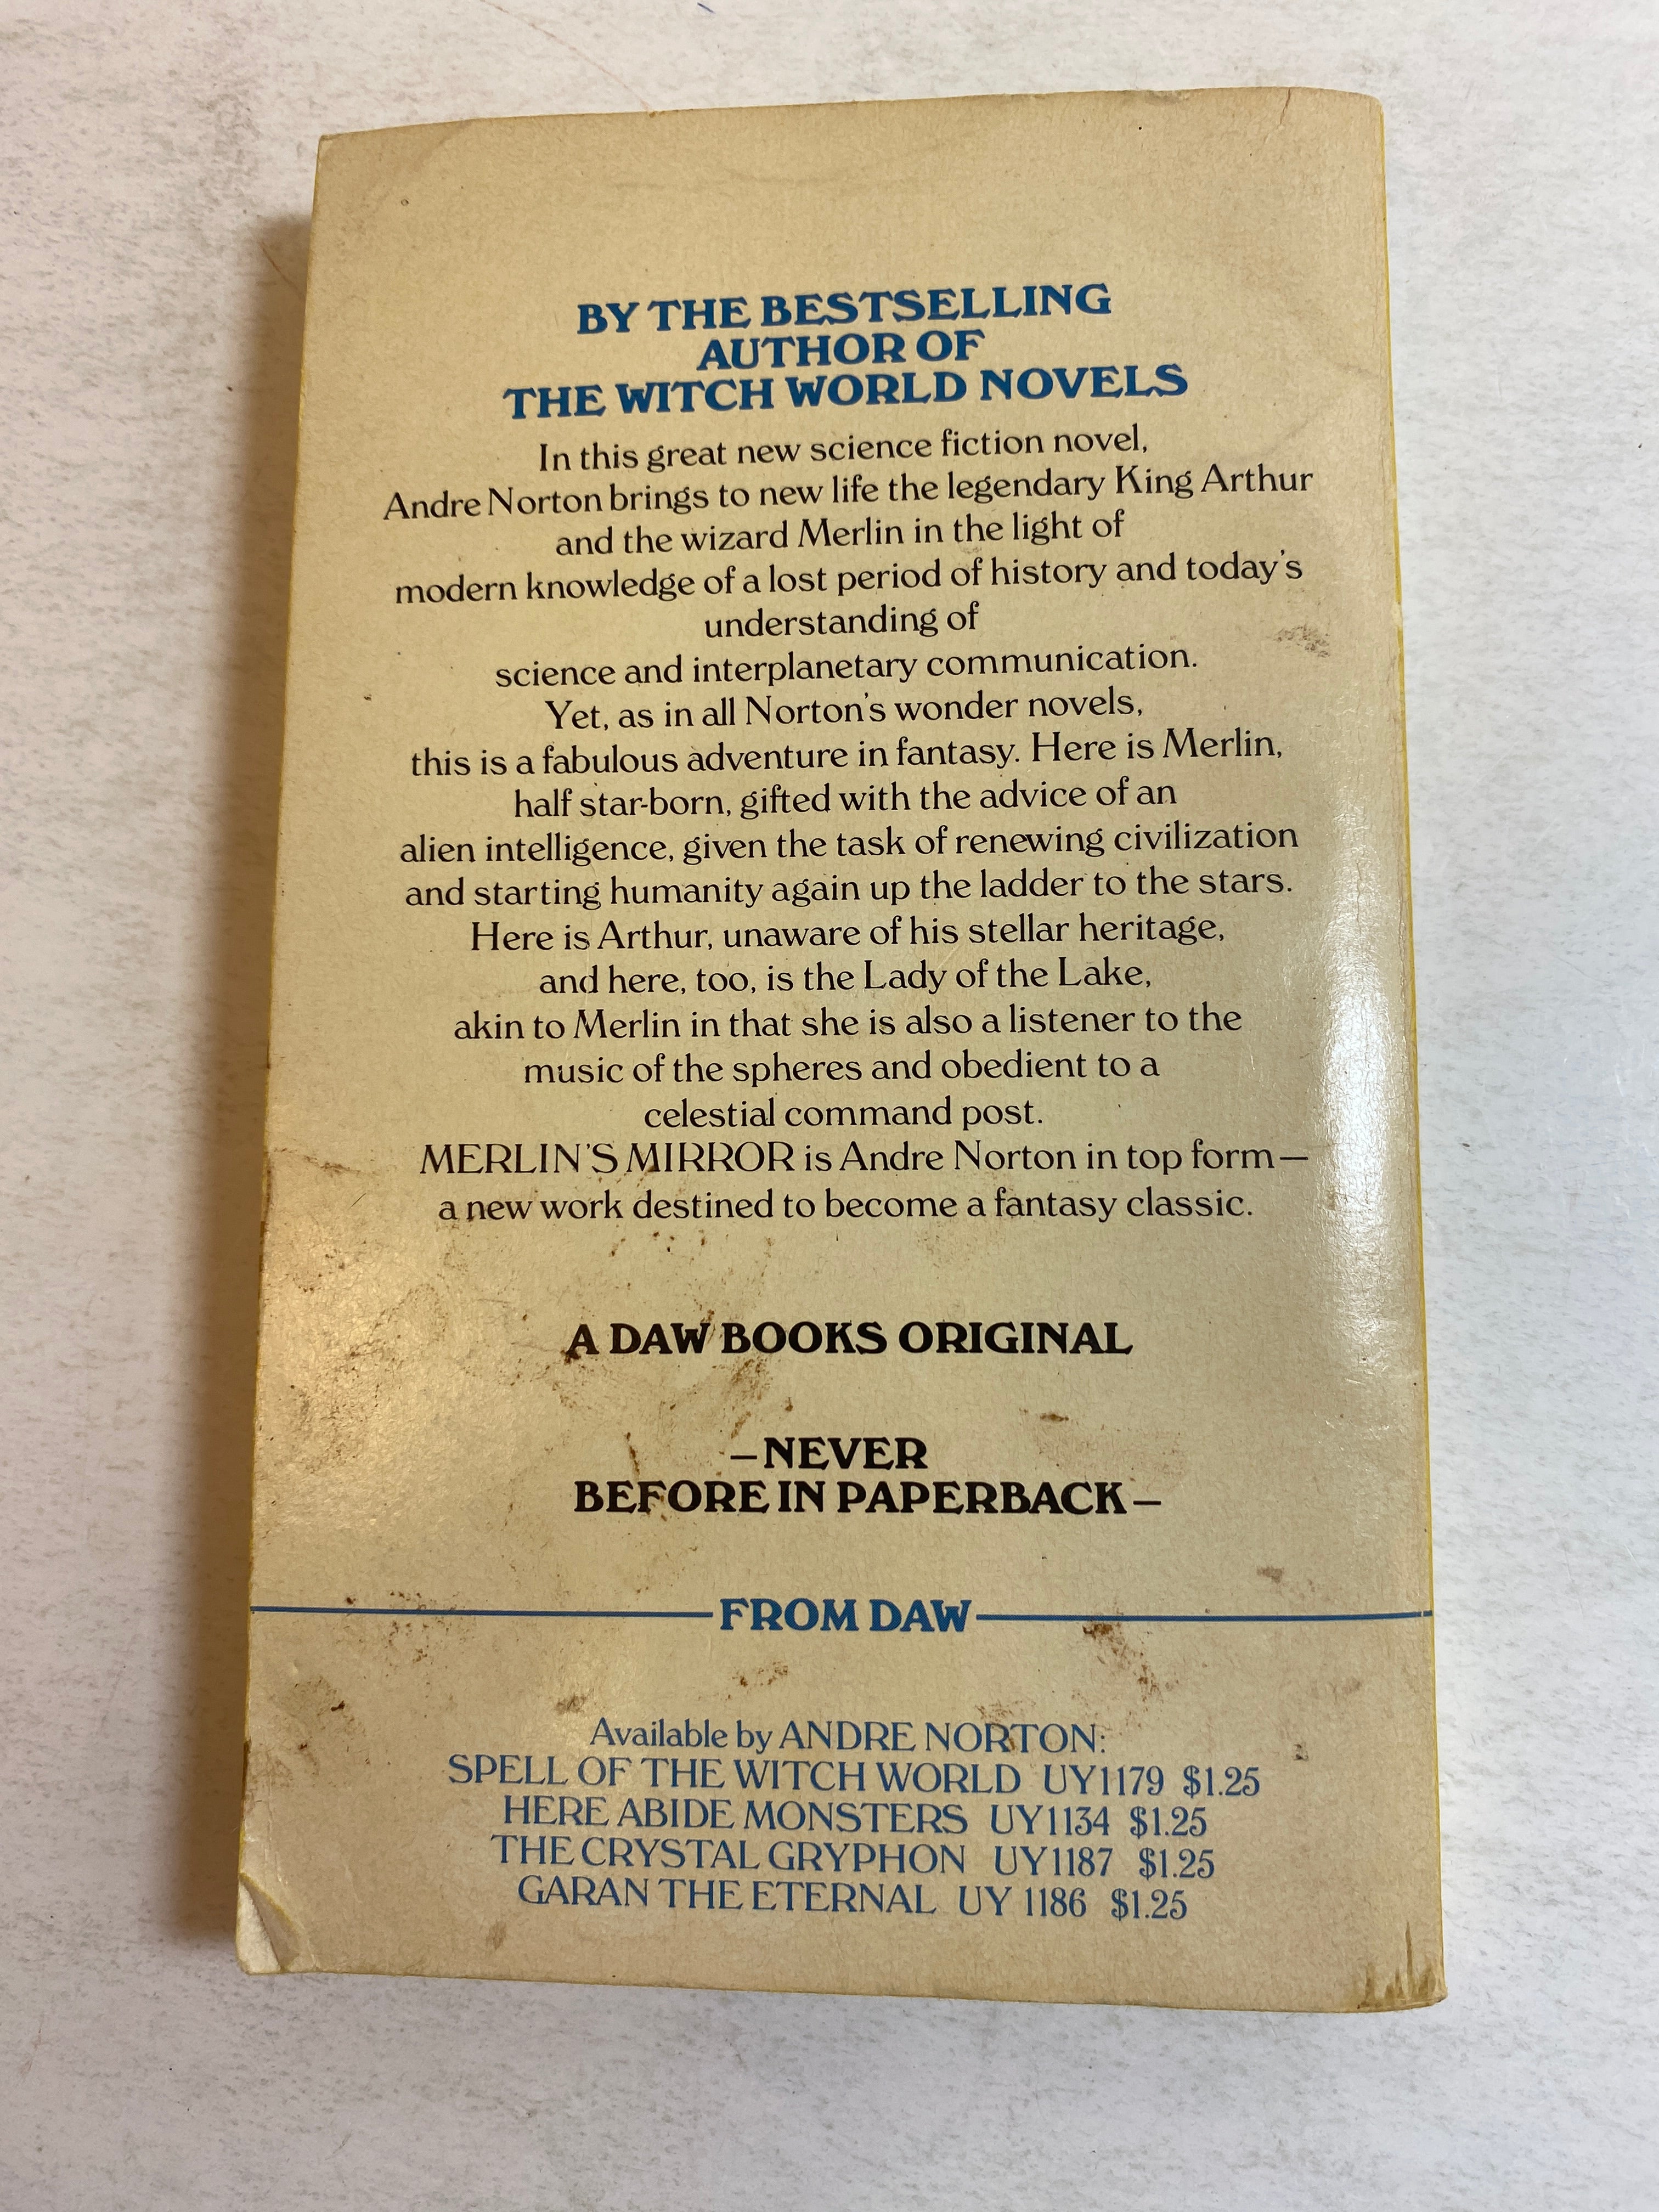 BY THE BESTSELLING
AUTHOR OF
THE WITCH WORLD NOVELS
In this great new science fiction novel,
Andre Norton brings to new life the legendary King Arthur
and the wizard Merlin in the light of
modern knowledge of a lost period of history and today's
understanding of
science and interplanetary communication.
Yet, as in all Norton's wonder novels,
this is a fabulous adventure in fantasy. Here is Merlin,
half star-born, gifted with the advice of an
alien intelligence, given the task of renewing civilization
and starting humanity again up the ladder to the stars.
Here is Arthur, unaware of his stellar heritage,
and here, too, is the Lady of the Lake,
akin to Merlin in that she is also a listener to the
music of the spheres and obedient to a
celestial command post.
MERLIN'S MIRROR is Andre Norton in top form—
a new work destined to become a fantasy classic.
A DAW BOOKS ORIGINAL
—NEVER
BEFORE IN PAPERBACK—
FROM DAW
Available by ANDRE NORTON:
SPELL OF THE WITCH WORLD UY1179 $1.25
HERE ABIDE MONSTERS UY1134 $1.25
THE CRYSTAL GRYPHON UY1187 $1.25
GARAN THE ETERNAL UY 1186 $1.25